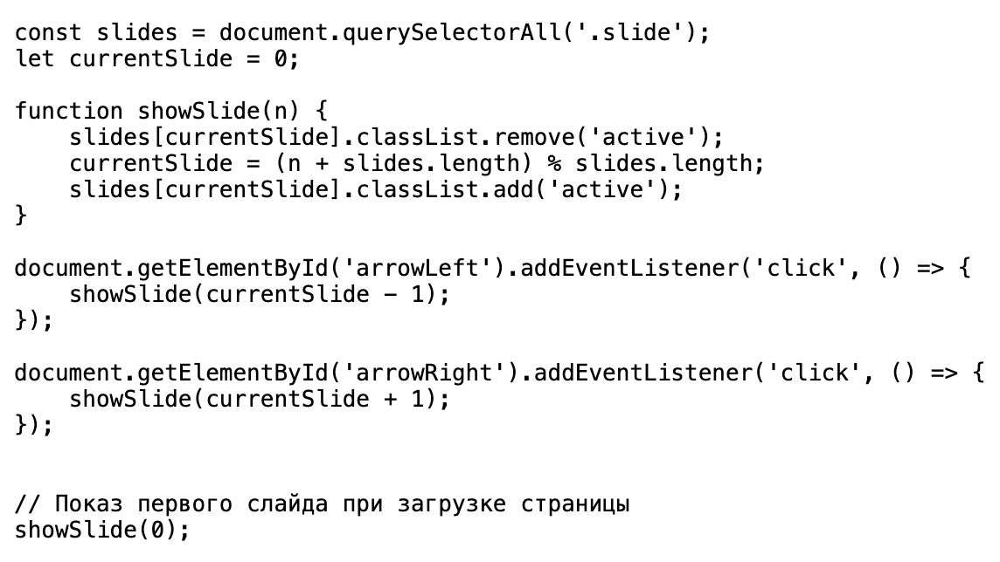 const slides = document.querySelectorAll('.slide');
let currentSlide = 0;
function showSlide(n) {
    slides[currentSlide].classList.remove('active');
    currentSlide = (n + slides.length) % slides.length;
    slides[currentSlide].classList.add('active');
}
document.getElementById('arrowLeft').addEventListener('click', () => {
    showSlide(currentSlide - 1);
});
document.getElementById('arrowRight').addEventListener('click', () => {
    showSlide(currentSlide + 1);
});
// Показ первого слайда при загрузке страницы
showSlide(0);